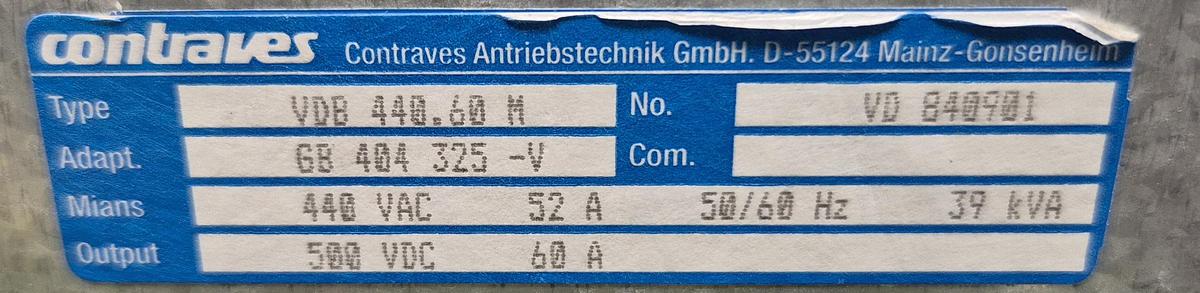 contraves Contraves Antriebstechnik GmbH. D-55124 Mainz-Gonsenheim
Type VDB 440.60 M No. VD 840901
Adapt. GB 404 325 -V Com.
Mians 440 VAC 52 A 50/60 Hz 39 kVA
Output 500 VDC 60 A